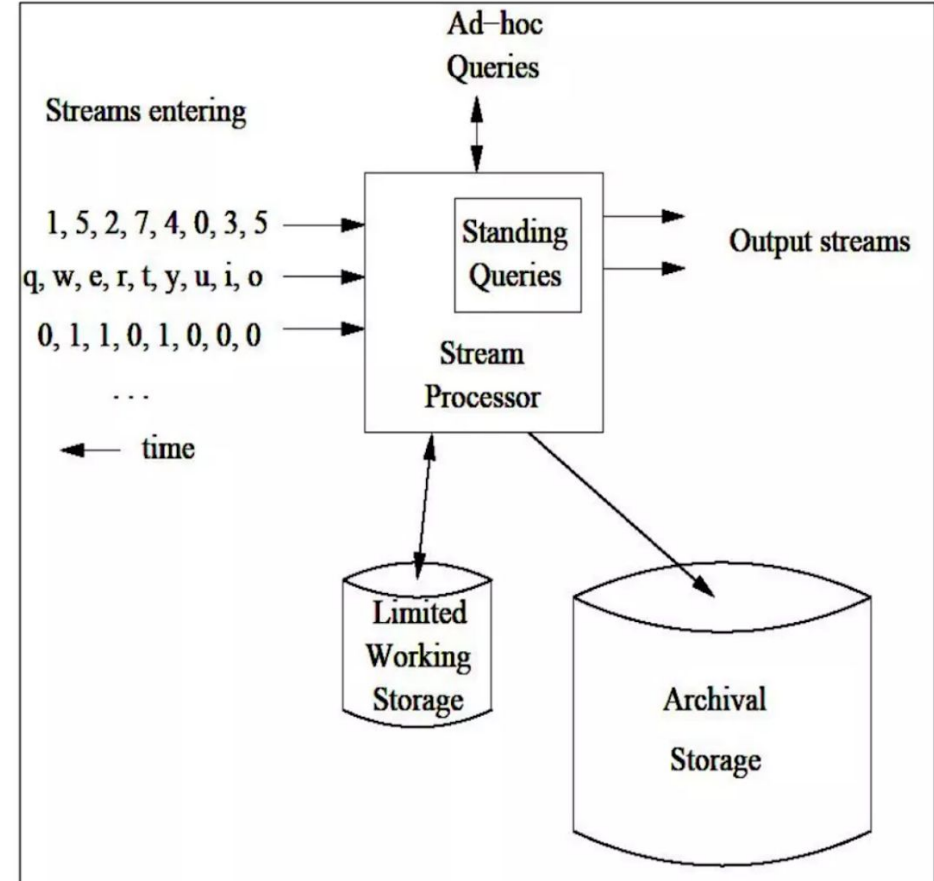 Ad-hoc
Queries
Streams entering
1, 5, 2, 7, 4, 0, 3, 5
q, w, e, r, t, y, u, i, o
0, 1, 1, 0, 1, 0, 0, 0
. . .
time
Standing
Queries
Stream
Processor
Output streams
Limited
Working
Storage
Archival
Storage